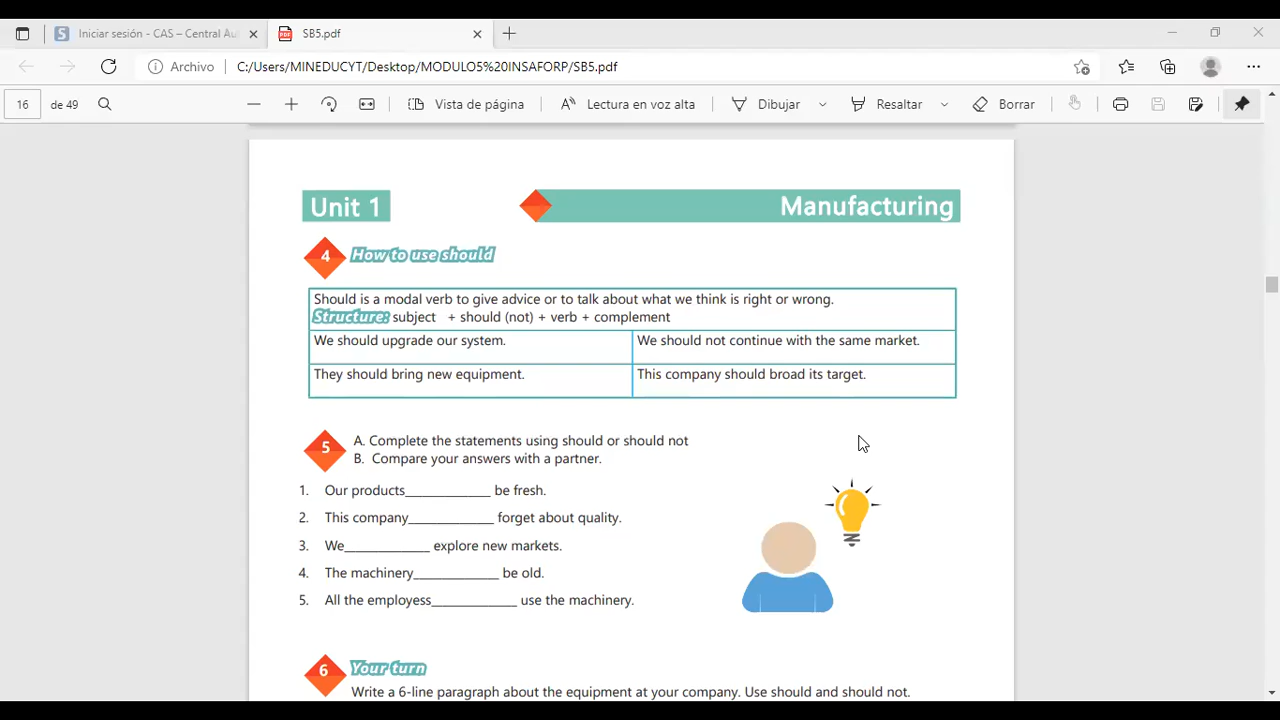 Iniciar sesión - CAS – Central Au
SB5.pdf
Archivo C:/Users/MINEDUCYT/Desktop/MODULO5%20INSAFORP/SB5.pdf
16 de 49 Vista de página Lectura en voz alta Dibujar Resaltar Borrar
Unit 1 Manufacturing
4 How to use should
Should is a modal verb to give advice or to talk about what we think is right or wrong.
Structure: subject + should (not) + verb + complement
We should upgrade our system. We should not continue with the same market.
They should bring new equipment. This company should broad its target.
5 A. Complete the statements using should or should not
B. Compare your answers with a partner.
1. Our products____________ be fresh.
2. This company____________ forget about quality.
3. We____________ explore new markets.
4. The machinery____________ be old.
5. All the employess____________ use the machinery.
6 Your turn
Write a 6-line paragraph about the equipment at your company. Use should and should not.